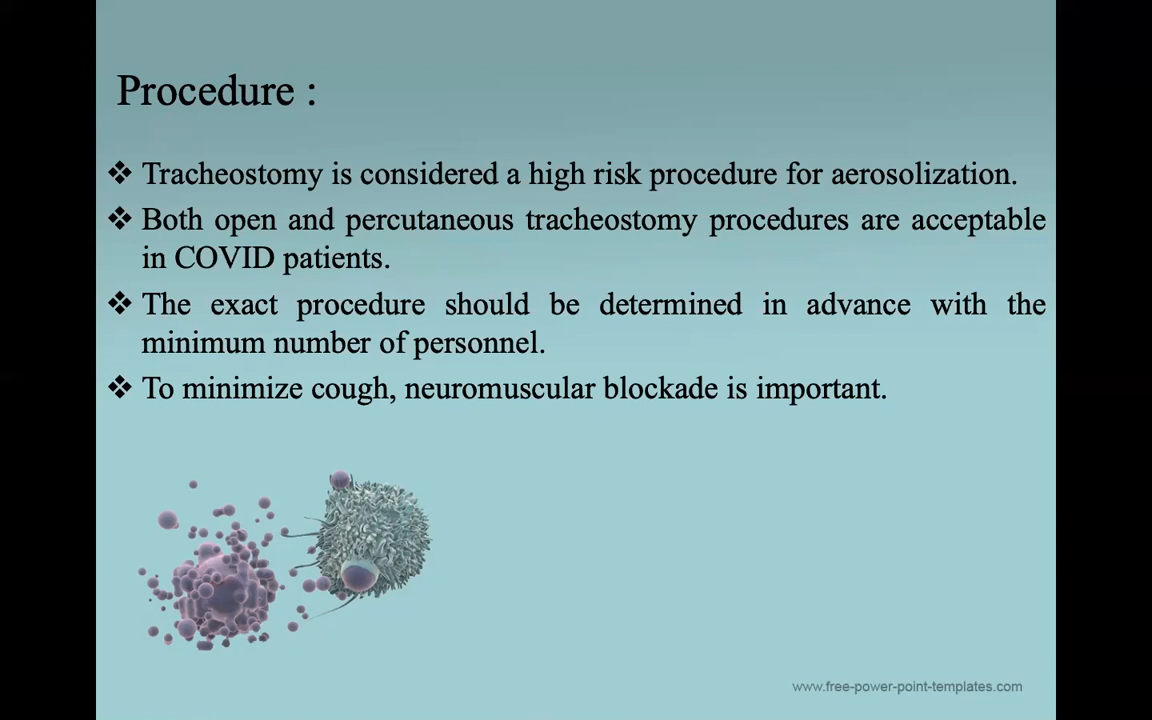 Procedure :
❖ Tracheostomy is considered a high risk procedure for aerosolization.
❖ Both open and percutaneous tracheostomy procedures are acceptable
in COVID patients.
❖ The exact procedure should be determined in advance with the
minimum number of personnel.
❖ To minimize cough, neuromuscular blockade is important.
www.free-power-point-templates.com